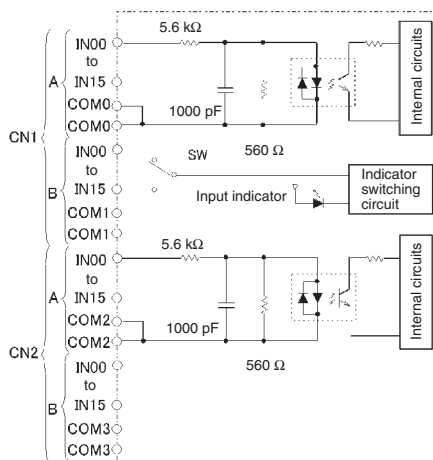 5.6 kΩ
IN00
to
A
IN15
COM0
COM0
1000 pF
560 Ω
Internal circuits
CN1
IN00
to
B
IN15
COM1
COM1
SW
Input indicator
Indicator
switching
circuit
5.6 kΩ
IN00
to
A
IN15
COM2
COM2
1000 pF
560 Ω
Internal circuits
CN2
IN00
to
B
IN15
COM3
COM3